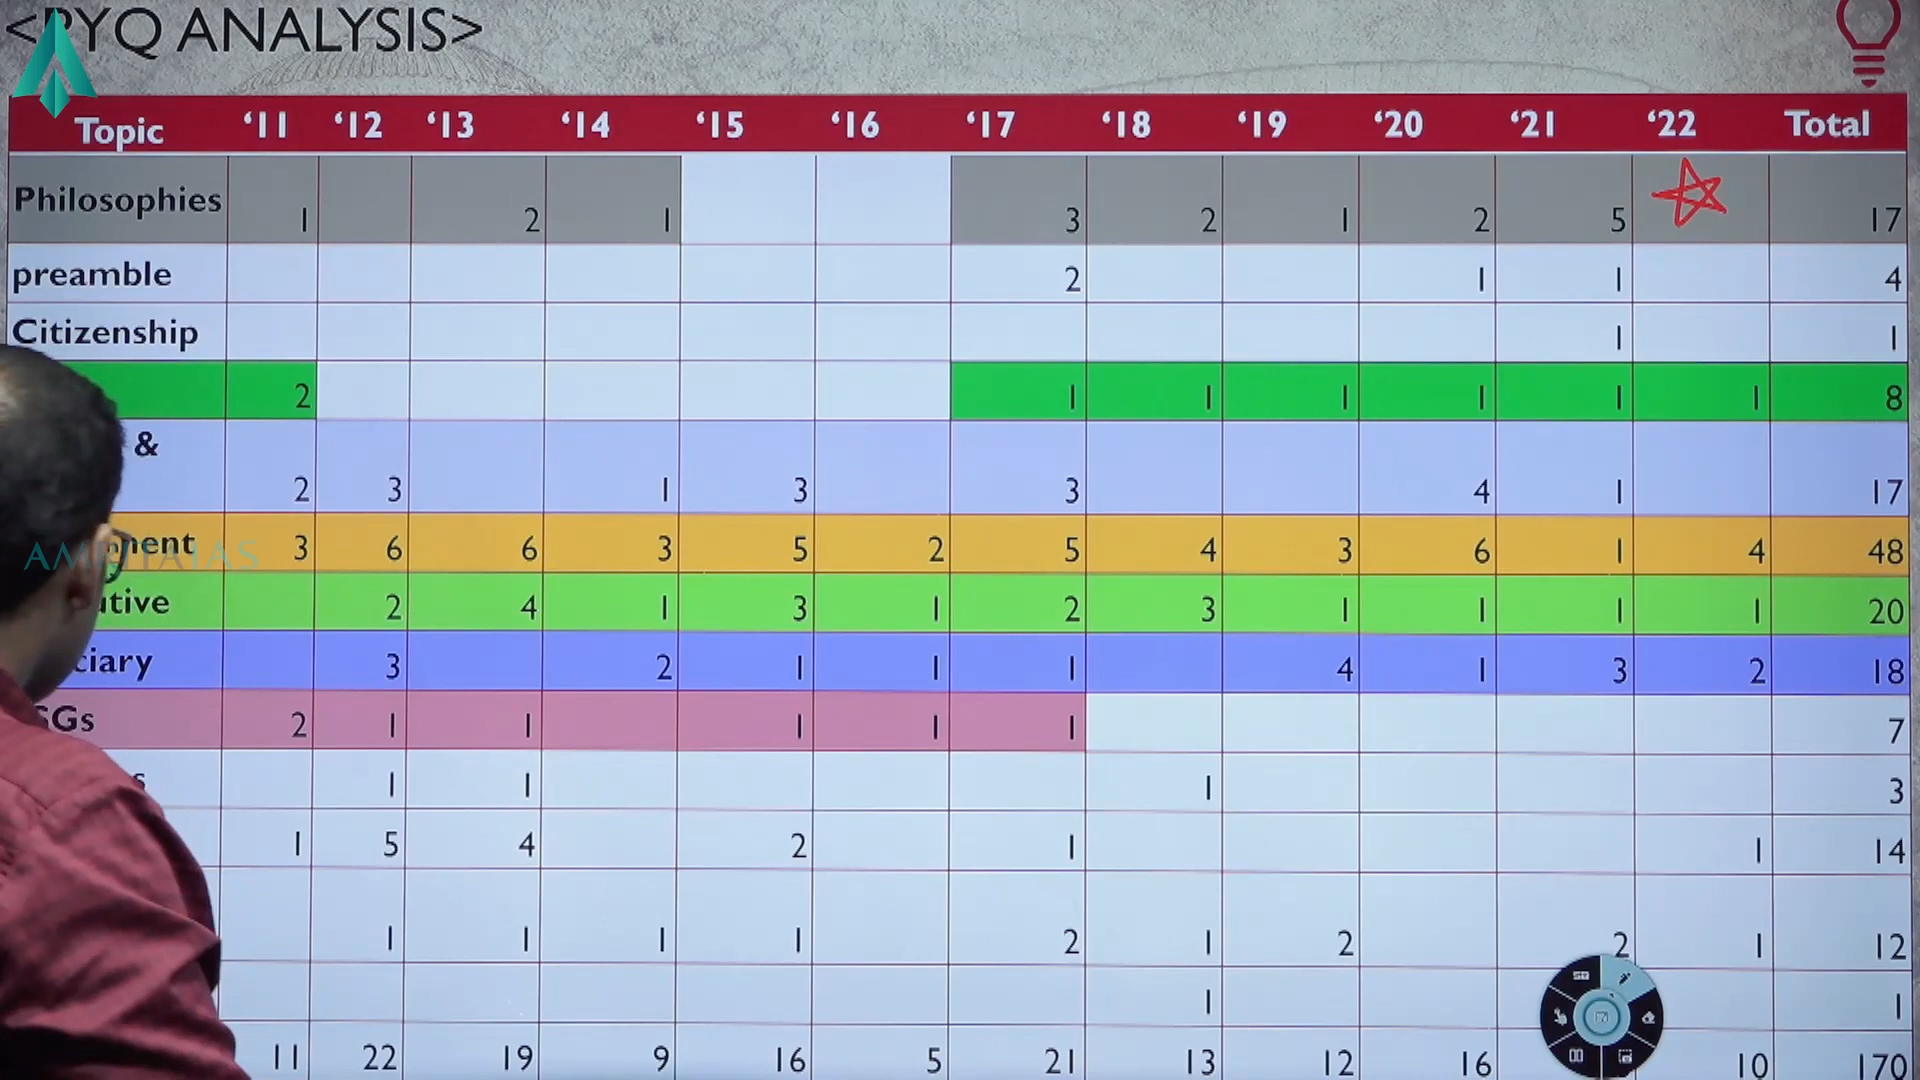 <PYQ ANALYSIS>
Topic '11 '12 '13 '14 '15 '16 '17 '18 '19 '20 '21 '22 Total
Philosophies 1 2 1 3 2 1 2 5 17
preamble 2 1 1 4
Citizenship 1 1
2 1 1 1 1 1 1 8
&
2 3 1 3 3 4 1 17
ment 3 6 6 3 5 2 5 4 3 6 1 4 48
utive 2 4 1 3 1 2 3 1 1 1 1 20
ciary 3 2 1 1 1 4 1 3 2 18
SGs 2 1 1 1 1 1 7
s 1 1 1 3
1 5 4 2 1 1 14
1 1 1 1 2 1 2 2 1 12
1 1
11 22 19 9 16 5 21 13 12 16 10 170